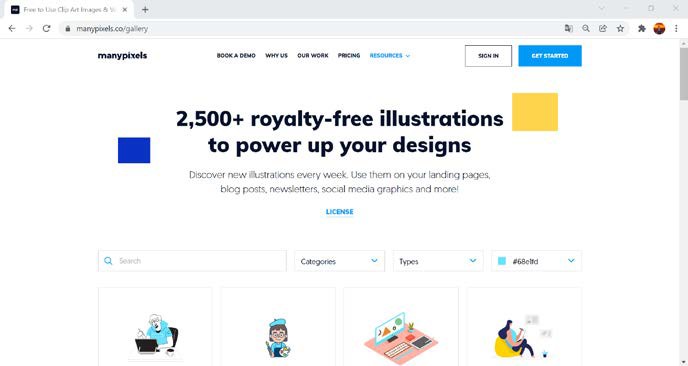 Free to Use Clip Art Images &
manypixels.co/gallery
manypixels
BOOK A DEMO WHY US OUR WORK PRICING RESOURCES
SIGN IN
GET STARTED
2,500+ royalty-free illustrations
to power up your designs
Discover new illustrations every week. Use them on your landing pages,
blog posts, newsletters, social media graphics and more!
LICENSE
Search
Categories
Types
#68e1fd